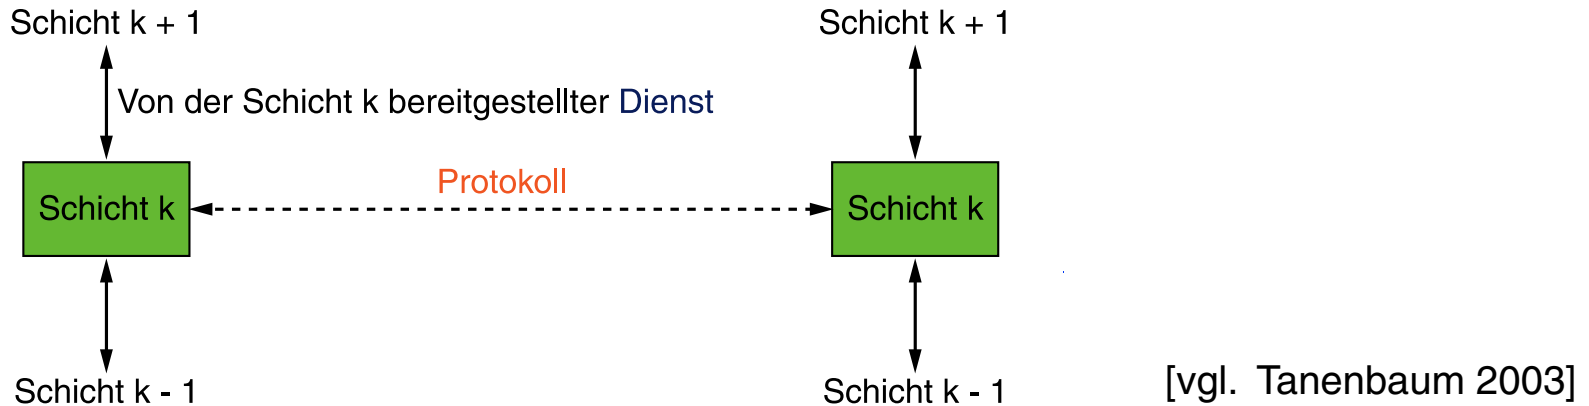 Schicht k + 1
Schicht k + 1
Von der Schicht k bereitgestellter Dienst
Protokoll
Schicht k
Schicht k
Schicht k - 1
Schicht k - 1
[vgl. Tanenbaum 2003]